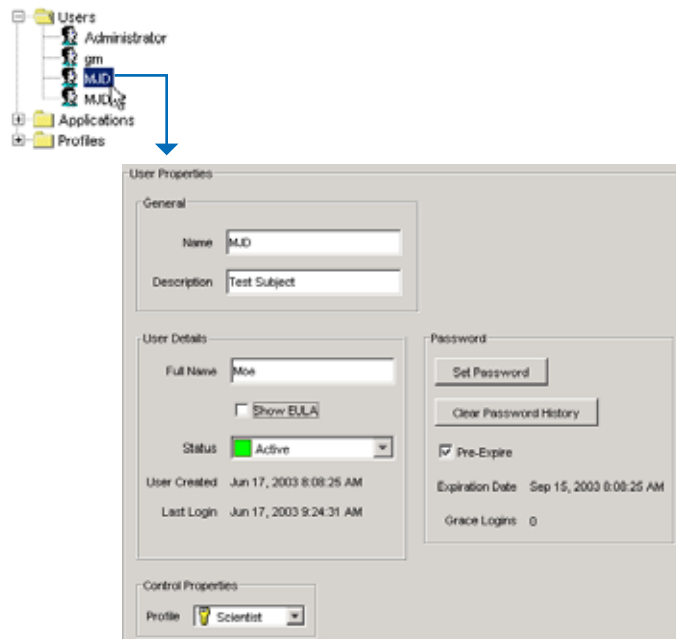 Users
Administrator
gm
MJD
MJD
Applications
Profiles
User Properties
General
Name MJD
Description Test Subject
User Details
Full Name Moe
Show EULA
Status Active
User Created Jun 17, 2003 8:08:25 AM
Last Login Jun 17, 2003 9:24:31 AM
Password
Set Password
Clear Password History
Pre-Expire
Expiration Date Sep 15, 2003 8:08:25 AM
Grace Logins 0
Control Properties
Profile Scientist